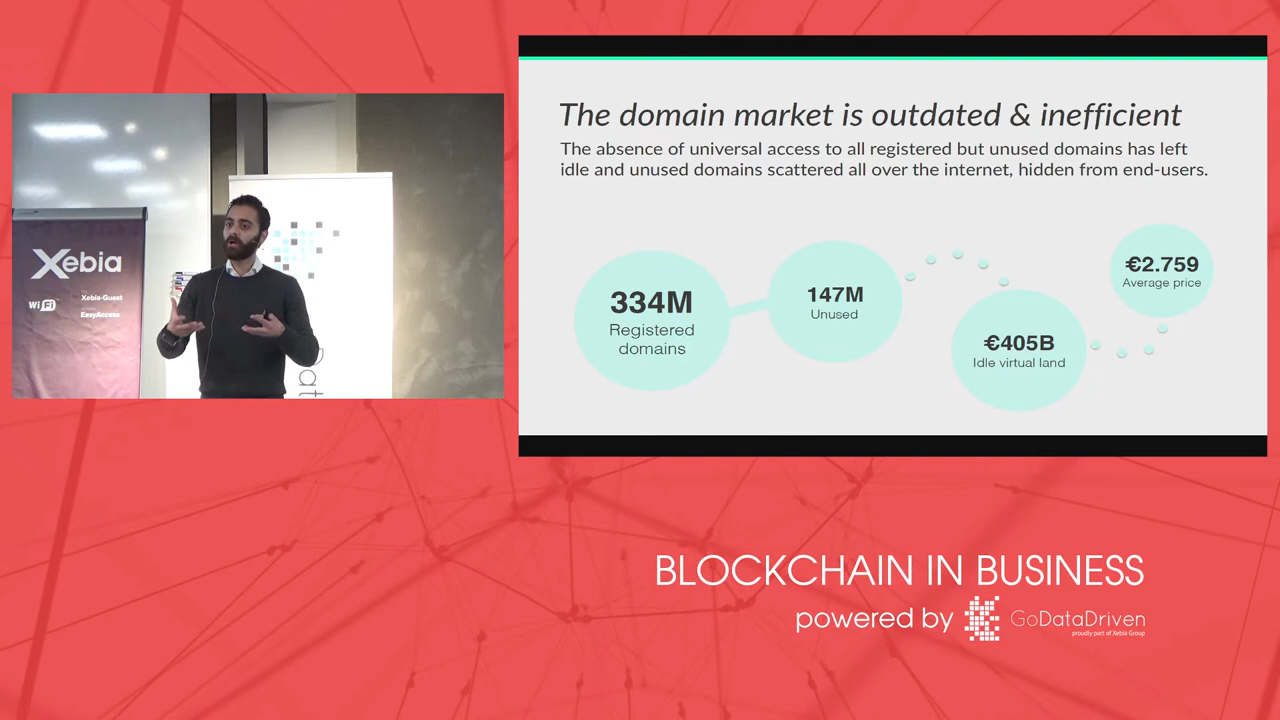 Xebia
WiFi
Xebia-Guest
EasyAccess
The domain market is outdated & inefficient
The absence of universal access to all registered but unused domains has left
idle and unused domains scattered all over the internet, hidden from end-users.
334M
Registered
domains
147M
Unused
€405B
Idle virtual land
€2.759
Average price
BLOCKCHAIN IN BUSINESS
powered by
GoDataDriven
proudly part of Xebia Group